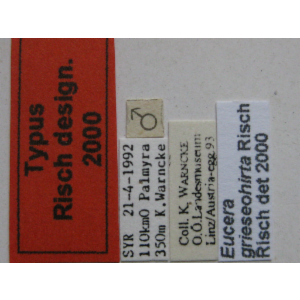 Typus
Risch design.
2000
♂
SYR 21-4-1992
110kmO Palmyra
350m K.Warncke
Coll. K, WARNCKE
O.Ö.Landesmuseum
Linz/Austria-egg.93
Eucera
grieseohirta Risch
Risch det 2000